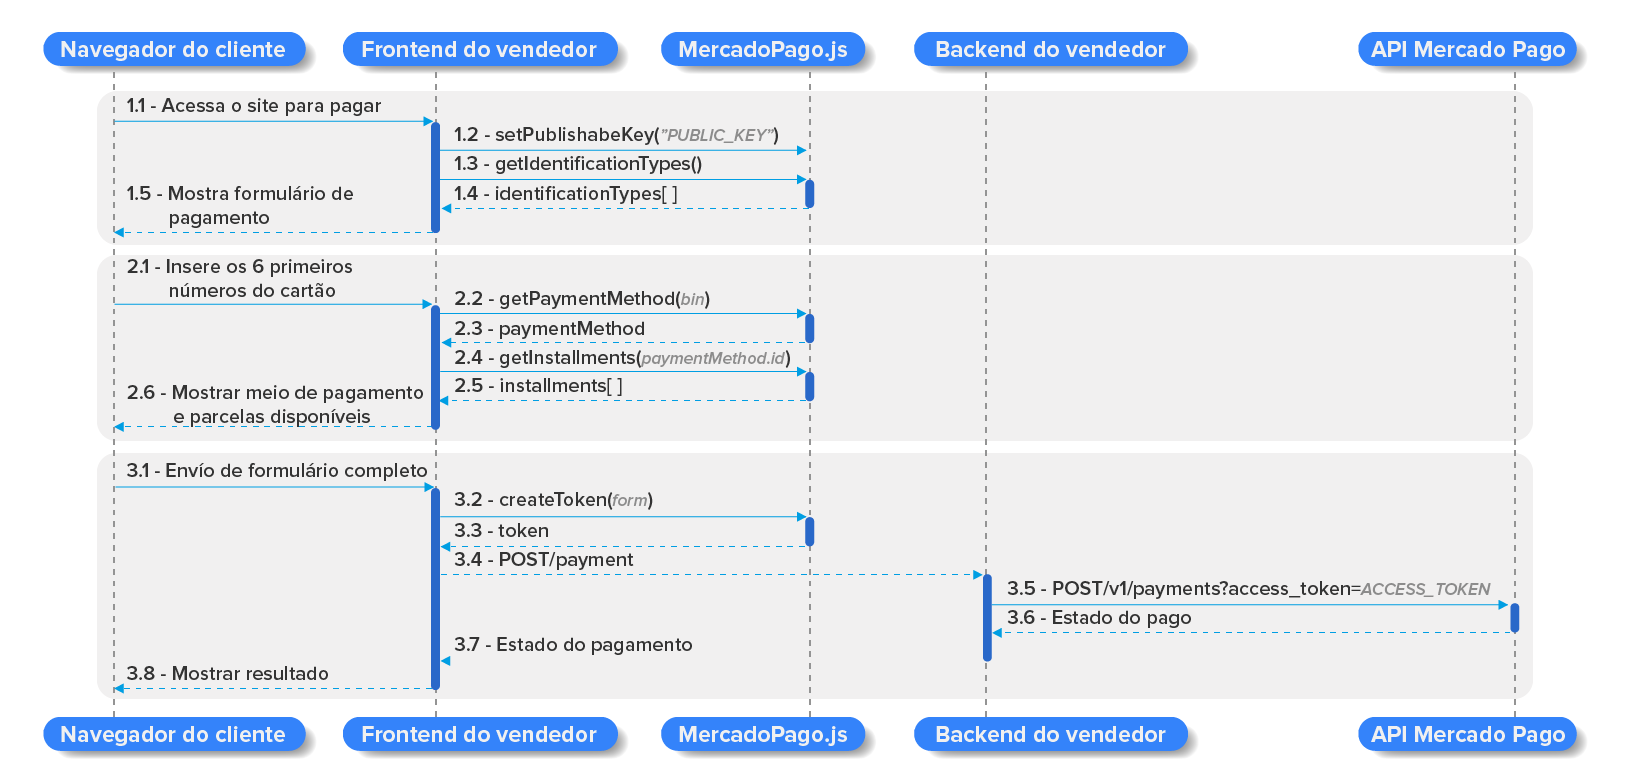 Navegador do cliente
Frontend do vendedor
MercadoPago.js
Backend do vendedor
API Mercado Pago
1.1 - Acessa o site para pagar
1.2 - setPublishabeKey("PUBLIC_KEY")
1.3 - getIdentificationTypes()
1.4 - identificationTypes[ ]
1.5 - Mostra formulário de
pagamento
2.1 - Insere os 6 primeiros
números do cartão
2.2 - getPaymentMethod(bin)
2.3 - paymentMethod
2.4 - getInstallments(paymentMethod.id)
2.5 - installments[ ]
2.6 - Mostrar meio de pagamento
e parcelas disponíveis
3.1 - Envío de formulário completo
3.2 - createToken(form)
3.3 - token
3.4 - POST/payment
3.5 - POST/v1/payments?access_token=ACCESS_TOKEN
3.6 - Estado do pago
3.7 - Estado do pagamento
3.8 - Mostrar resultado
Navegador do cliente
Frontend do vendedor
MercadoPago.js
Backend do vendedor
API Mercado Pago